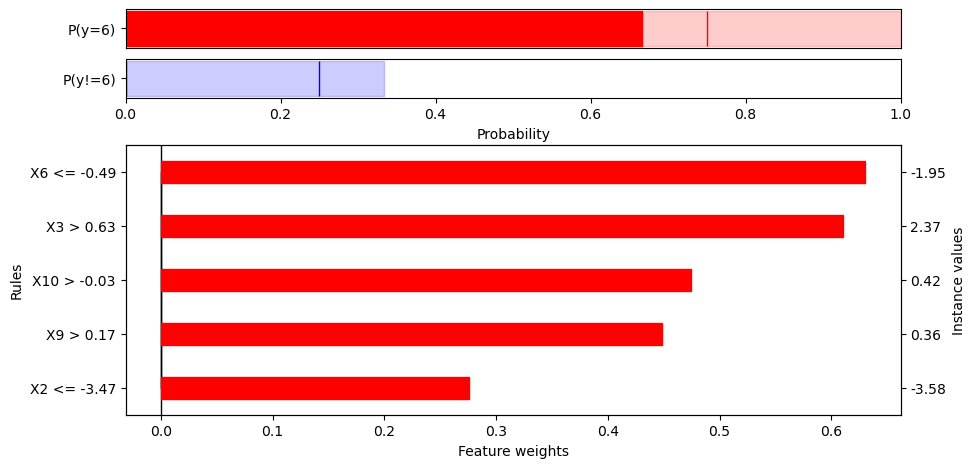 P(y=6)
P(y!=6)
0.0 0.2 0.4 0.6 0.8 1.0
Probability
X6 <= -0.49 -1.95
X3 > 0.63 2.37
X10 > -0.03 0.42
X9 > 0.17 0.36
X2 <= -3.47 -3.58
Rules
Instance values
0.0 0.1 0.2 0.3 0.4 0.5 0.6
Feature weights